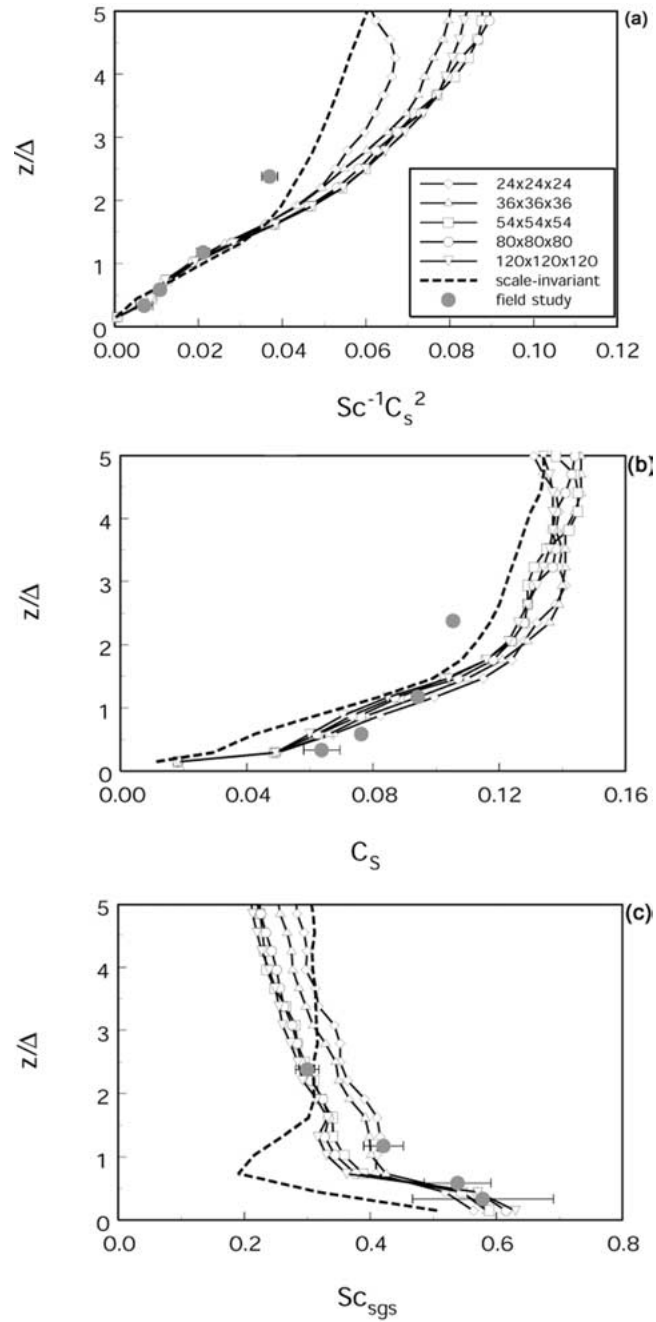 (a)
5
4
3
2
1
0
z/Δ
24x24x24
36x36x36
54x54x54
80x80x80
120x120x120
scale-invariant
field study
0.00 0.02 0.04 0.06 0.08 0.10 0.12
Sc⁻¹Cₛ²
(b)
5
4
3
2
1
0
z/Δ
0.00 0.04 0.08 0.12 0.16
C_S
(c)
5
4
3
2
1
0
z/Δ
0.0 0.2 0.4 0.6 0.8
Sc_sgs